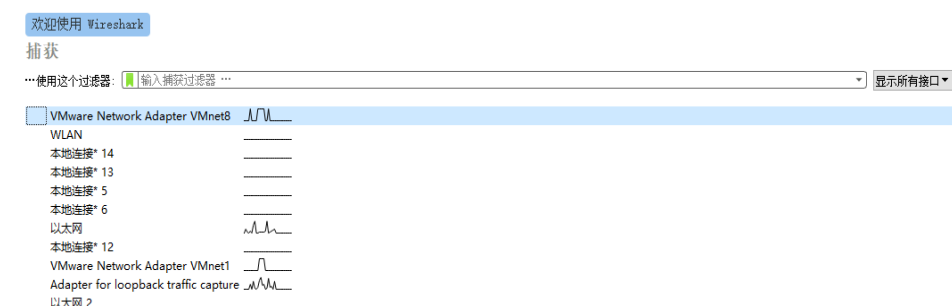 欢迎使用 Wireshark
捕获
…使用这个过滤器： 输入捕获过滤器 … 显示所有接口
VMware Network Adapter VMnet8
WLAN
本地连接* 14
本地连接* 13
本地连接* 5
本地连接* 6
以太网
本地连接* 12
VMware Network Adapter VMnet1
Adapter for loopback traffic capture
以太网 2